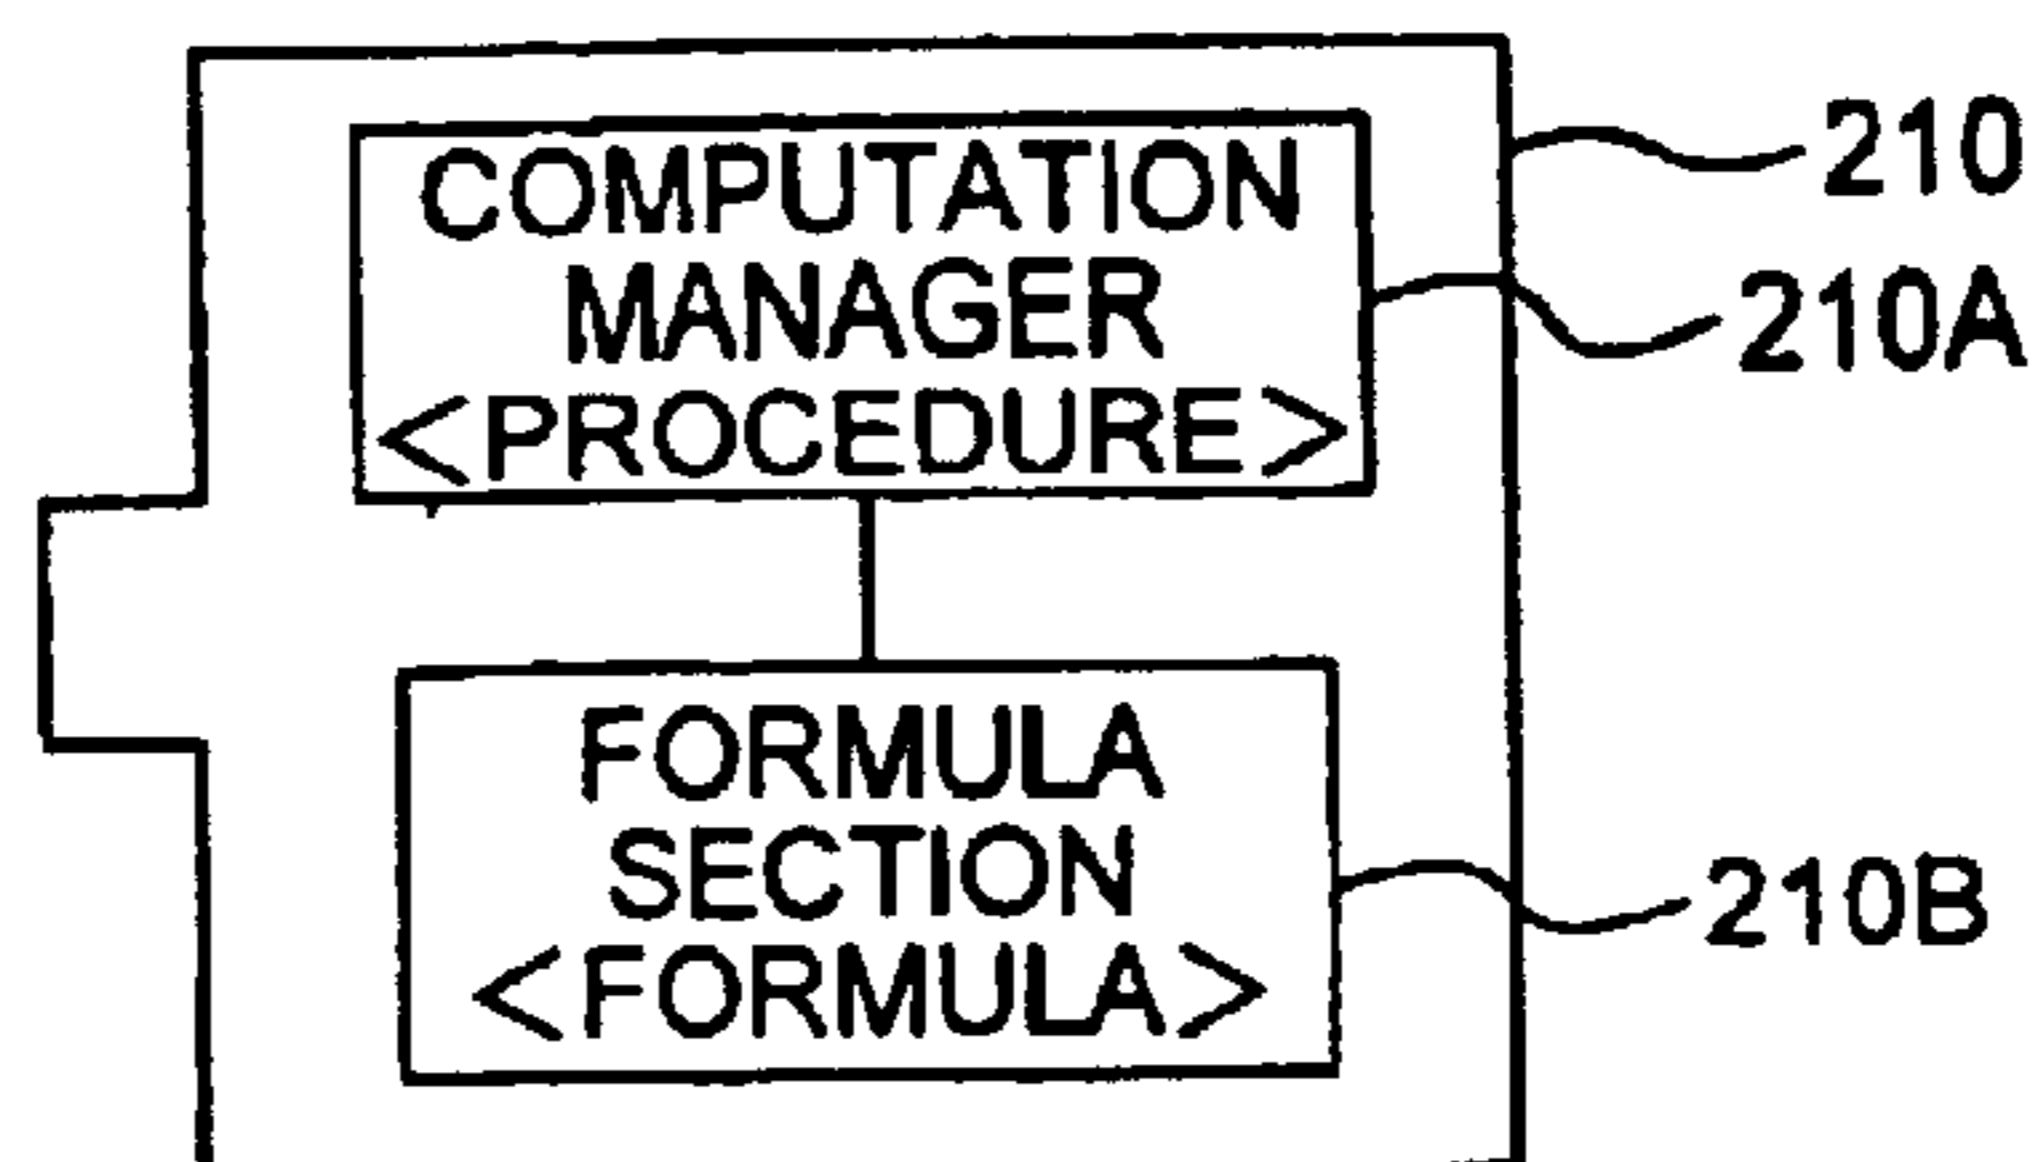 COMPUTATION
MANAGER
<PROCEDURE>
210
210A
FORMULA
SECTION
<FORMULA>
210B